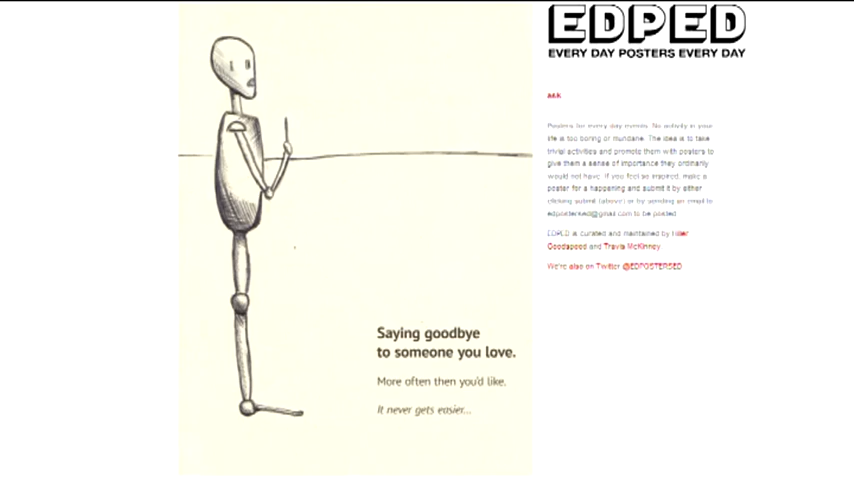 EDPED
EVERY DAY POSTERS EVERY DAY
ask
Posters for every day events. No activity in your
life is too boring or mundane. The idea is to take
trivial activities and promote them with posters to
give them a sense of importance they ordinarily
would not have. If you feel so inspired, make a
poster for a happening and submit it by either
clicking submit (above) or by sending an email to
edpostersed@gmail.com to be posted
EDPED is curated and maintained by
Goodspeed and Travis McKinney
We're also on Twitter @EDPOSTERSED
Saying goodbye
to someone you love.
More often then you'd like.
It never gets easier...